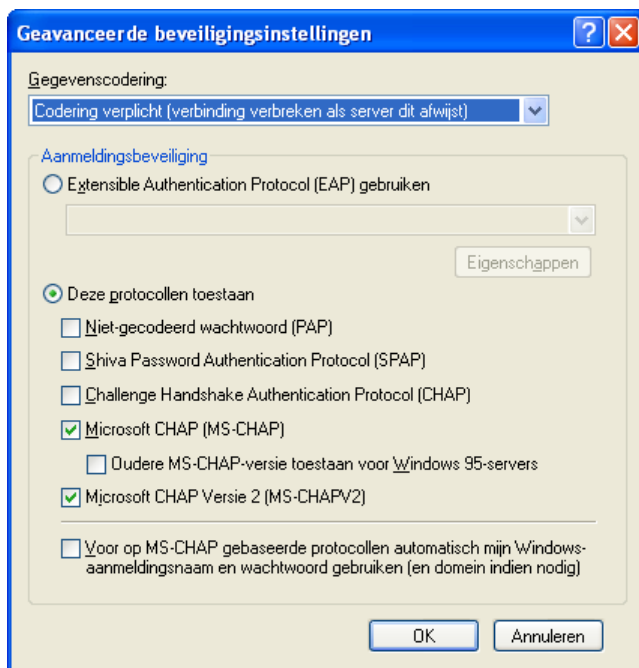 Geavanceerde beveiligingsinstellingen
Gegevenscodering:
Codering verplicht (verbinding verbreken als server dit afwijst)
Aanmeldingsbeveiliging
Extensible Authentication Protocol (EAP) gebruiken
Eigenschappen
Deze protocollen toestaan
Niet-gecodeerd wachtwoord (PAP)
Shiva Password Authentication Protocol (SPAP)
Challenge Handshake Authentication Protocol (CHAP)
Microsoft CHAP (MS-CHAP)
Oudere MS-CHAP-versie toestaan voor Windows 95-servers
Microsoft CHAP Versie 2 (MS-CHAPV2)
Voor op MS-CHAP gebaseerde protocollen automatisch mijn Windows-
aanmeldingsnaam en wachtwoord gebruiken (en domein indien nodig)
OK Annuleren